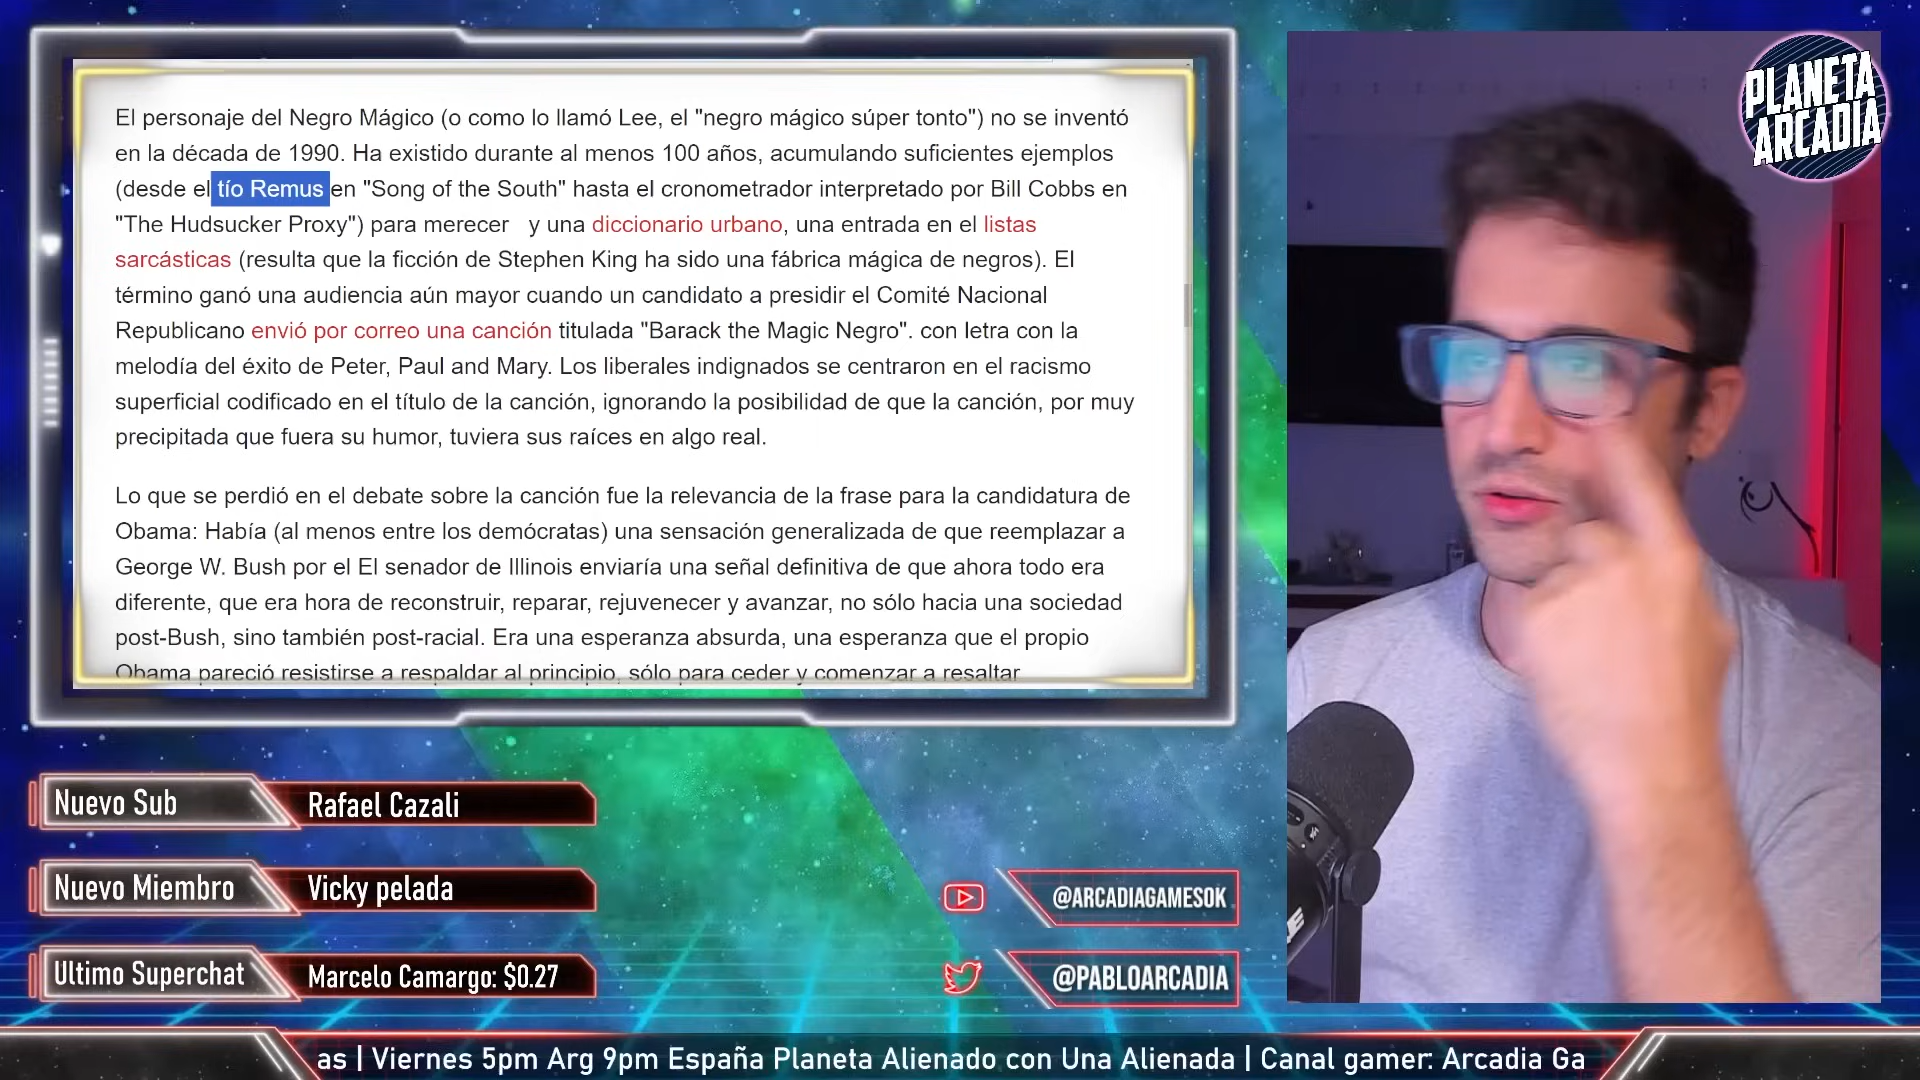 El personaje del Negro Mágico (o como lo llamó Lee, el "negro mágico súper tonto") no se inventó
en la década de 1990. Ha existido durante al menos 100 años, acumulando suficientes ejemplos
(desde el tío Remus en "Song of the South" hasta el cronometrador interpretado por Bill Cobbs en
"The Hudsucker Proxy") para merecer y una diccionario urbano, una entrada en el listas
sarcásticas (resulta que la ficción de Stephen King ha sido una fábrica mágica de negros). El
término ganó una audiencia aún mayor cuando un candidato a presidir el Comité Nacional
Republicano envió por correo una canción titulada "Barack the Magic Negro". con letra con la
melodía del éxito de Peter, Paul and Mary. Los liberales indignados se centraron en el racismo
superficial codificado en el título de la canción, ignorando la posibilidad de que la canción, por muy
precipitada que fuera su humor, tuviera sus raíces en algo real.
Lo que se perdió en el debate sobre la canción fue la relevancia de la frase para la candidatura de
Obama: Había (al menos entre los demócratas) una sensación generalizada de que reemplazar a
George W. Bush por el El senador de Illinois enviaría una señal definitiva de que ahora todo era
diferente, que era hora de reconstruir, reparar, rejuvenecer y avanzar, no sólo hacia una sociedad
post-Bush, sino también post-racial. Era una esperanza absurda, una esperanza que el propio
Obama pareció resistirse a respaldar al principio, sólo para ceder y comenzar a resaltar
PLANETA
ARCADIA
Nuevo Sub
Rafael Cazali
Nuevo Miembro
Vicky pelada
Ultimo Superchat
Marcelo Camargo: $0.27
@ARCADIAGAMESOK
@PABLOARCADIA
as | Viernes 5pm Arg 9pm España Planeta Alienado con Una Alienada | Canal gamer: Arcadia Ga